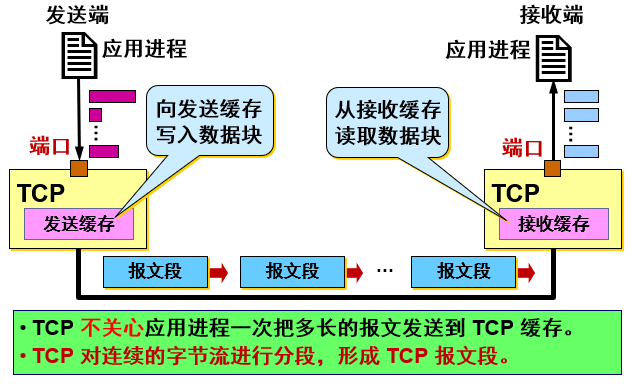 发送端
接收端
应用进程
应用进程
向发送缓存
写入数据块
从接收缓存
读取数据块
端口
端口
TCP
TCP
发送缓存
接收缓存
报文段
报文段
…
报文段
• TCP 不关心应用进程一次把多长的报文发送到 TCP 缓存。
• TCP 对连续的字节流进行分段，形成 TCP 报文段。